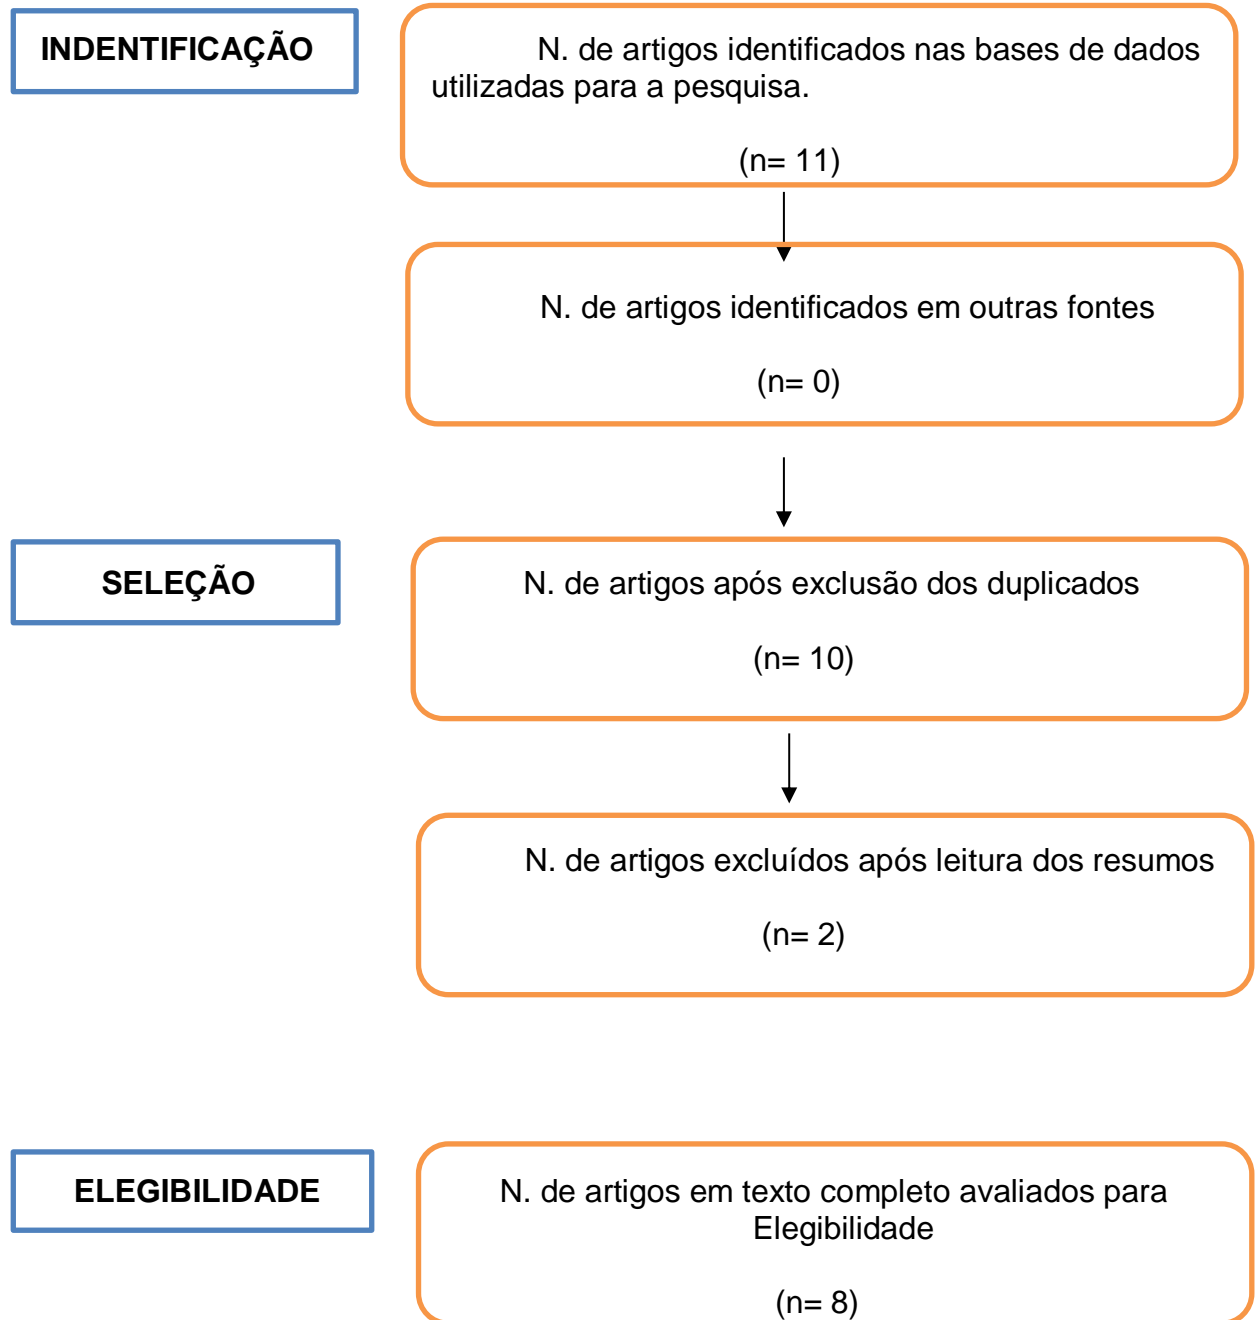 INDENTIFICAÇÃO
N. de artigos identificados nas bases de dados
utilizadas para a pesquisa.
(n= 11)
N. de artigos identificados em outras fontes
(n= 0)
SELEÇÃO
N. de artigos após exclusão dos duplicados
(n= 10)
N. de artigos excluídos após leitura dos resumos
(n= 2)
ELEGIBILIDADE
N. de artigos em texto completo avaliados para
Elegibilidade
(n= 8)